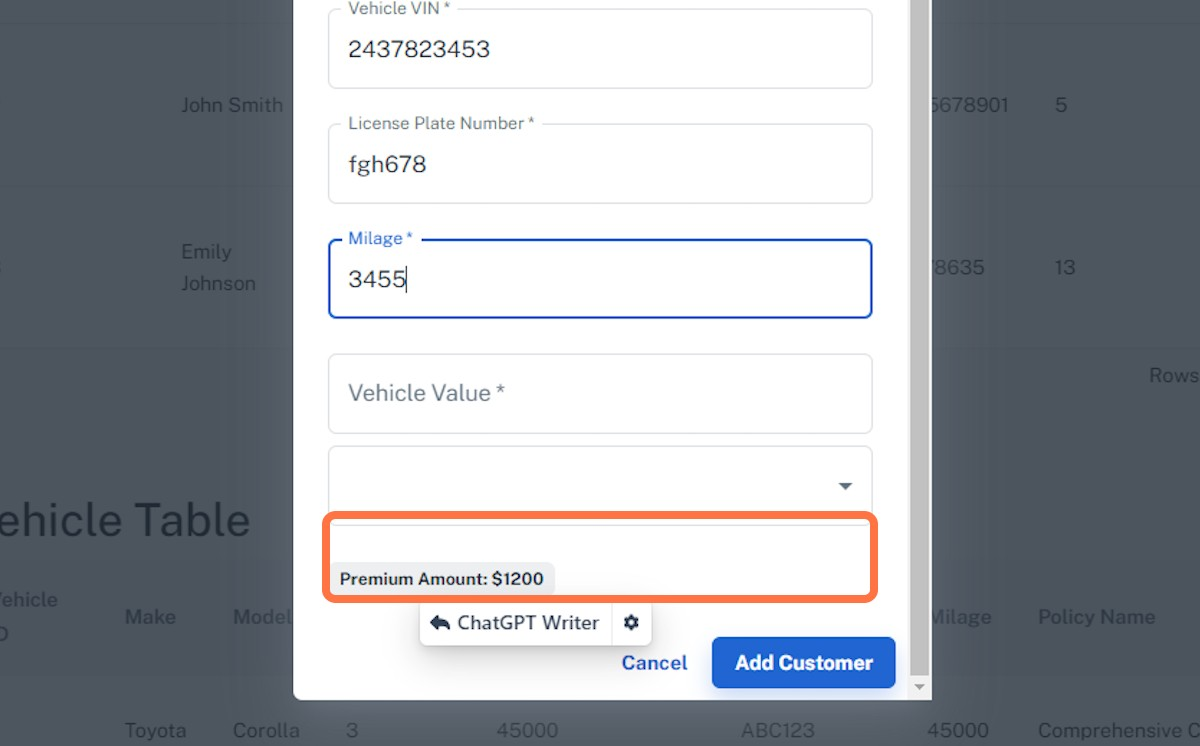 Vehicle VIN *
2437823453
John Smith
5678901
5
License Plate Number *
fgh678
Milage *
3455
Emily
Johnson
78635
13
Rows
Vehicle Value *
ehicle Table
Premium Amount: $1200
ehicle
Make
Model
Milage
Policy Name
ChatGPT Writer
Cancel
Add Customer
Toyota
Corolla
3
45000
ABC123
45000
Comprehensive C